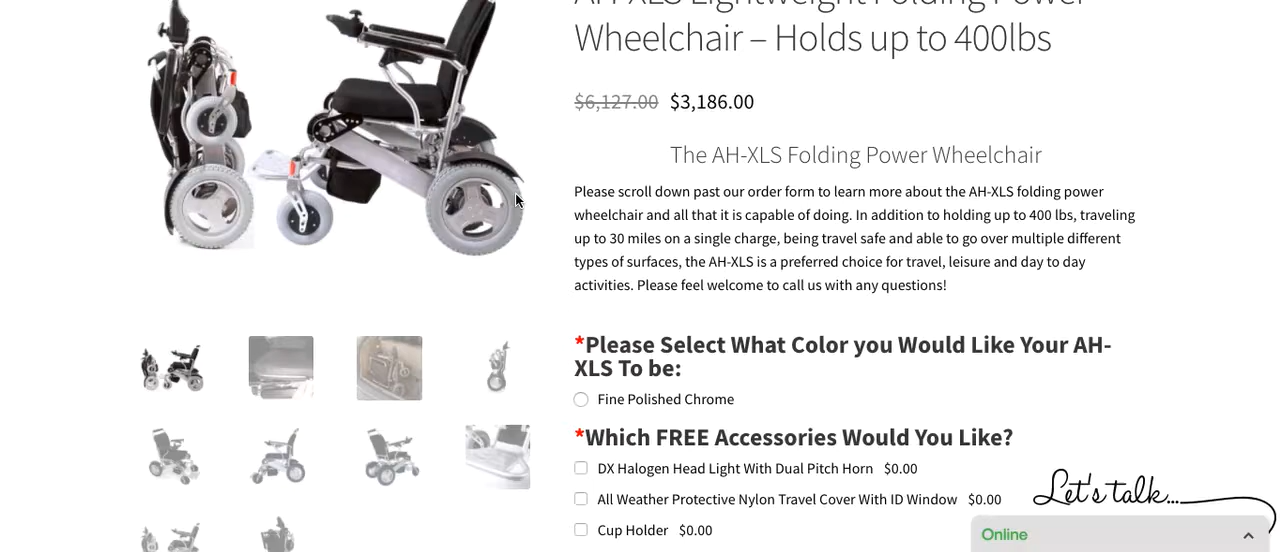 AH-XLS Lightweight Folding Power
Wheelchair – Holds up to 400lbs
$6,127.00 $3,186.00
The AH-XLS Folding Power Wheelchair
Please scroll down past our order form to learn more about the AH-XLS folding power
wheelchair and all that it is capable of doing. In addition to holding up to 400 lbs, traveling
up to 30 miles on a single charge, being travel safe and able to go over multiple different
types of surfaces, the AH-XLS is a preferred choice for travel, leisure and day to day
activities. Please feel welcome to call us with any questions!
*Please Select What Color you Would Like Your AH-
XLS To be:
Fine Polished Chrome
*Which FREE Accessories Would You Like?
DX Halogen Head Light With Dual Pitch Horn $0.00
All Weather Protective Nylon Travel Cover With ID Window $0.00
Cup Holder $0.00
Let's talk...
Online